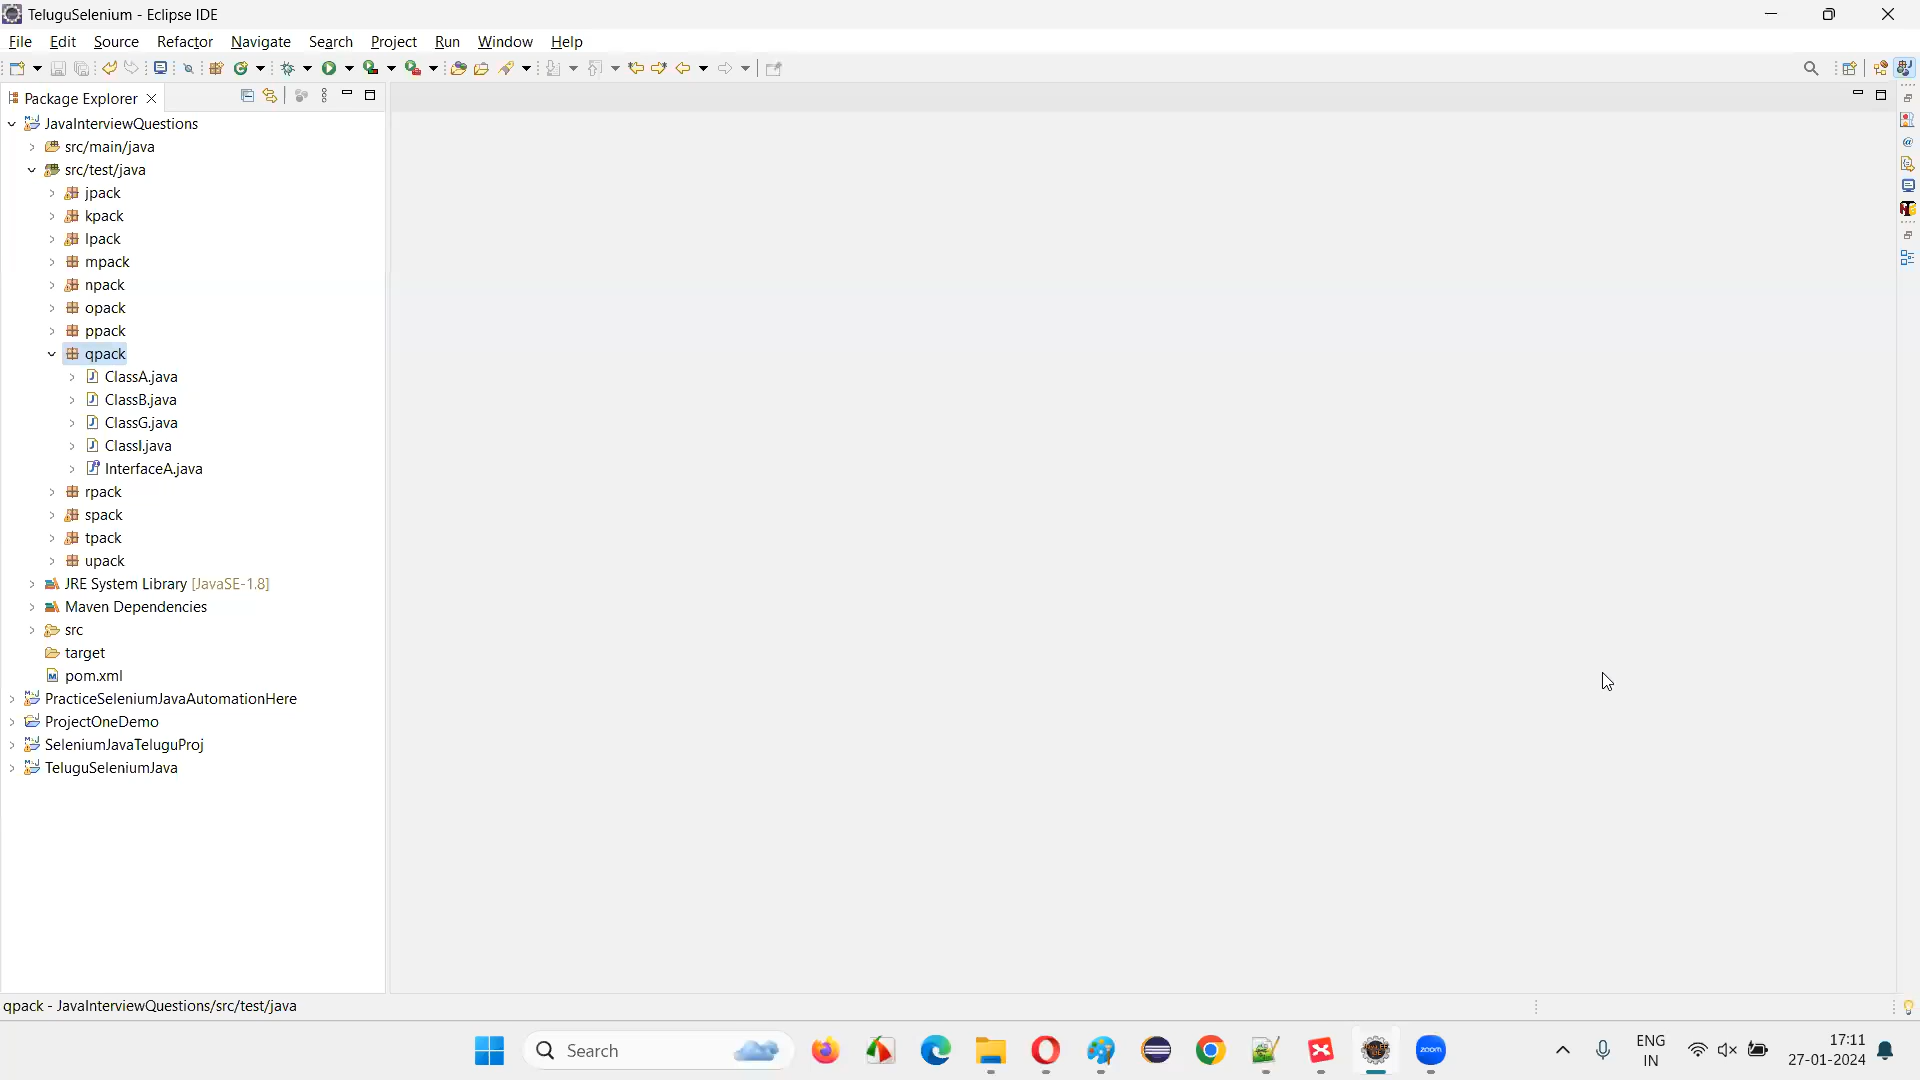 TeluguSelenium - Eclipse IDE
File Edit Source Refactor Navigate Search Project Run Window Help
Package Explorer
JavaInterviewQuestions
src/main/java
src/test/java
jpack
kpack
lpack
mpack
npack
opack
ppack
qpack
ClassA.java
ClassB.java
ClassG.java
ClassI.java
InterfaceA.java
rpack
spack
tpack
upack
JRE System Library [JavaSE-1.8]
Maven Dependencies
src
target
pom.xml
PracticeSeleniumJavaAutomationHere
ProjectOneDemo
SeleniumJavaTeluguProj
TeluguSeleniumJava
qpack - JavaInterviewQuestions/src/test/java
Search
zoom
ENG
IN
17:11
27-01-2024